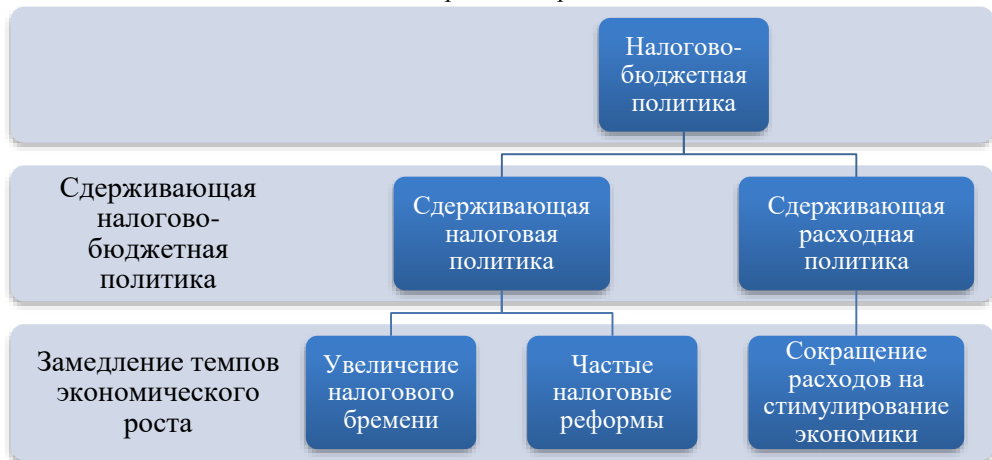 Налогово-
бюджетная
политика
Сдерживающая
налогово-
бюджетная
политика
Сдерживающая
налоговая
политика
Сдерживающая
расходная
политика
Замедление темпов
экономического
роста
Увеличение
налогового
бремени
Частые
налоговые
реформы
Сокращение
расходов на
стимулирование
экономики